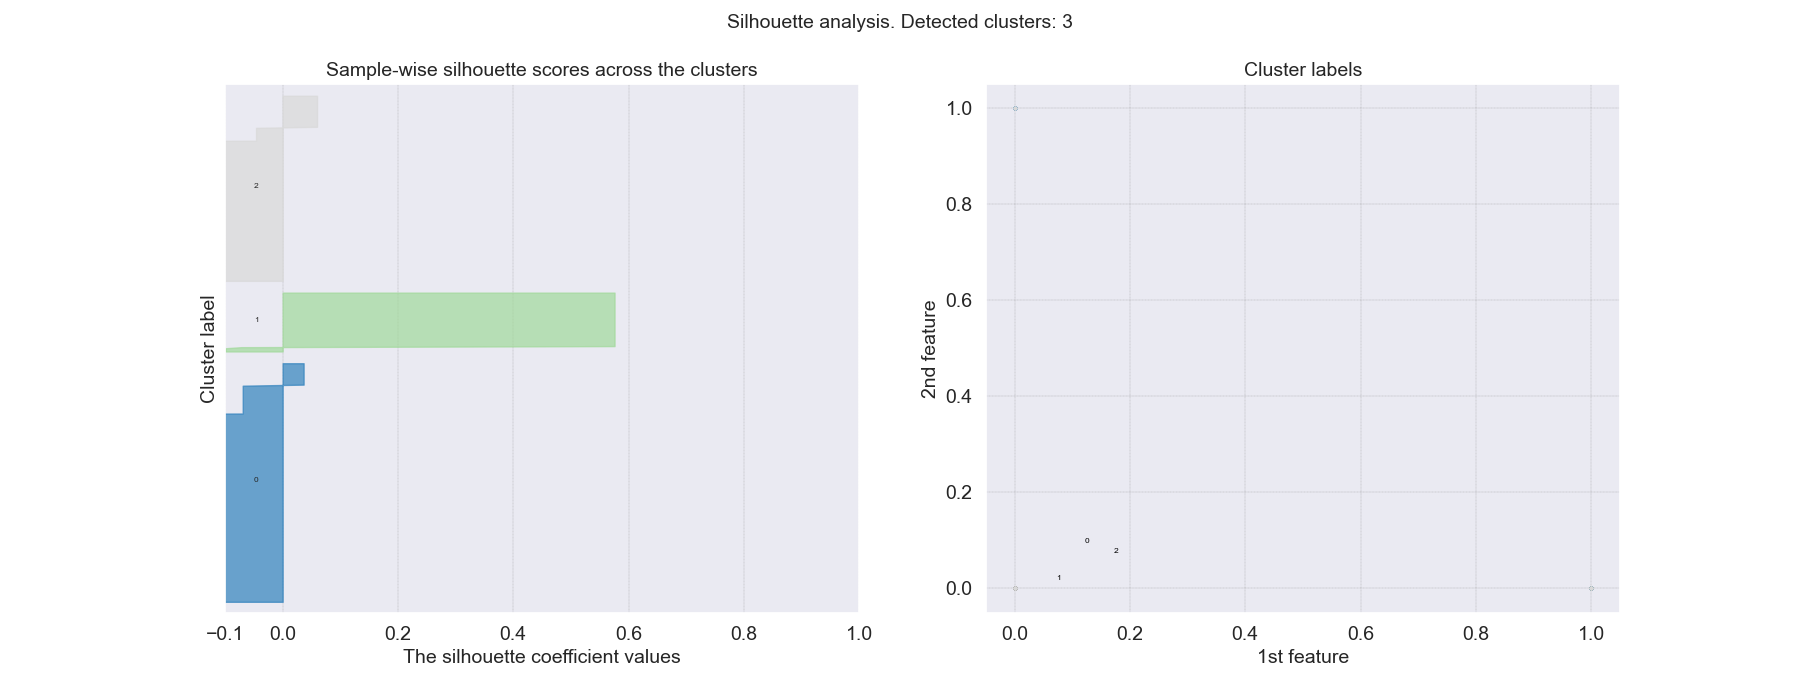 Silhouette analysis. Detected clusters: 3
Sample-wise silhouette scores across the clusters
2
1
0
Cluster label
−0.1 0.0 0.2 0.4 0.6 0.8 1.0
The silhouette coefficient values
Cluster labels
1.0
0.8
0.6
0.4
0.2
0.0
2nd feature
0
2
1
0.0 0.2 0.4 0.6 0.8 1.0
1st feature